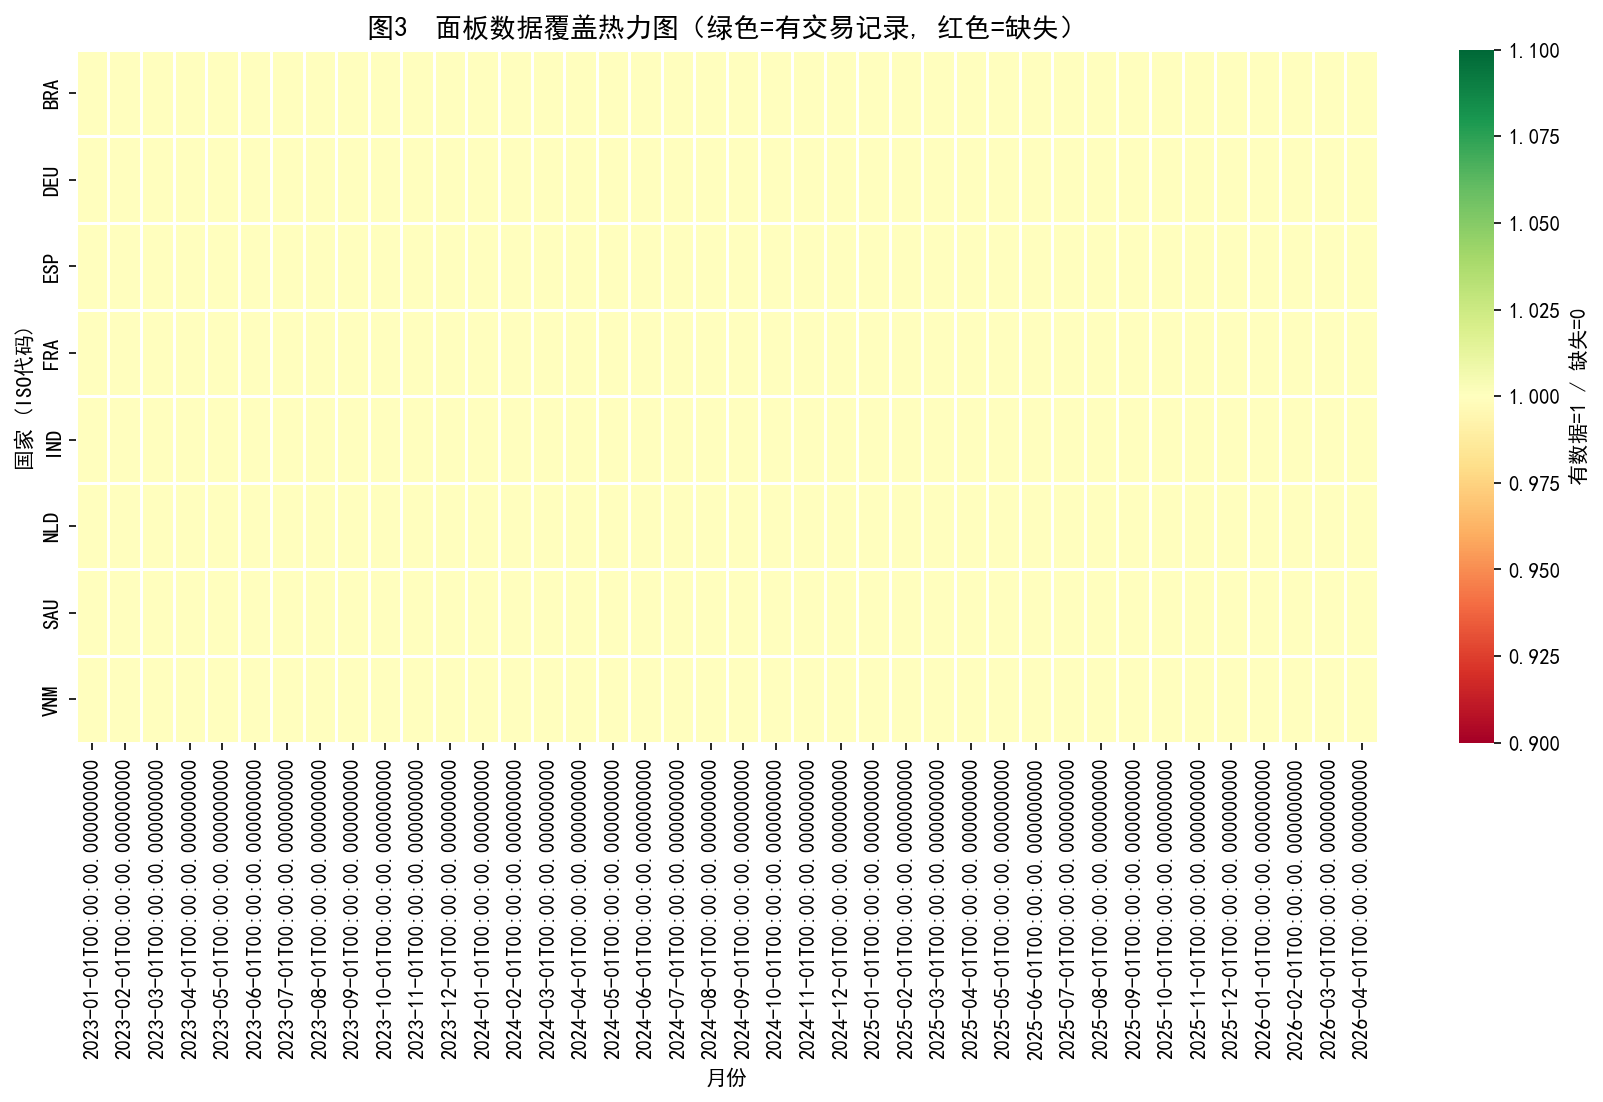 图3  面板数据覆盖热力图（绿色=有交易记录, 红色=缺失）
国家 (ISO代码)
BRA
DEU
ESP
FRA
IND
NLD
SAU
VNM
2023-01-01T00:00:00.000000000
2023-02-01T00:00:00.000000000
2023-03-01T00:00:00.000000000
2023-04-01T00:00:00.000000000
2023-05-01T00:00:00.000000000
2023-06-01T00:00:00.000000000
2023-07-01T00:00:00.000000000
2023-08-01T00:00:00.000000000
2023-09-01T00:00:00.000000000
2023-10-01T00:00:00.000000000
2023-11-01T00:00:00.000000000
2023-12-01T00:00:00.000000000
2024-01-01T00:00:00.000000000
2024-02-01T00:00:00.000000000
2024-03-01T00:00:00.000000000
2024-04-01T00:00:00.000000000
2024-05-01T00:00:00.000000000
2024-06-01T00:00:00.000000000
2024-07-01T00:00:00.000000000
2024-08-01T00:00:00.000000000
2024-09-01T00:00:00.000000000
2024-10-01T00:00:00.000000000
2024-11-01T00:00:00.000000000
2024-12-01T00:00:00.000000000
2025-01-01T00:00:00.000000000
2025-02-01T00:00:00.000000000
2025-03-01T00:00:00.000000000
2025-04-01T00:00:00.000000000
2025-05-01T00:00:00.000000000
2025-06-01T00:00:00.000000000
2025-07-01T00:00:00.000000000
2025-08-01T00:00:00.000000000
2025-09-01T00:00:00.000000000
2025-10-01T00:00:00.000000000
2025-11-01T00:00:00.000000000
2025-12-01T00:00:00.000000000
2026-01-01T00:00:00.000000000
2026-02-01T00:00:00.000000000
2026-03-01T00:00:00.000000000
2026-04-01T00:00:00.000000000
月份
1.100
1.075
1.050
1.025
1.000
0.975
0.950
0.925
0.900
有数据=1 / 缺失=0